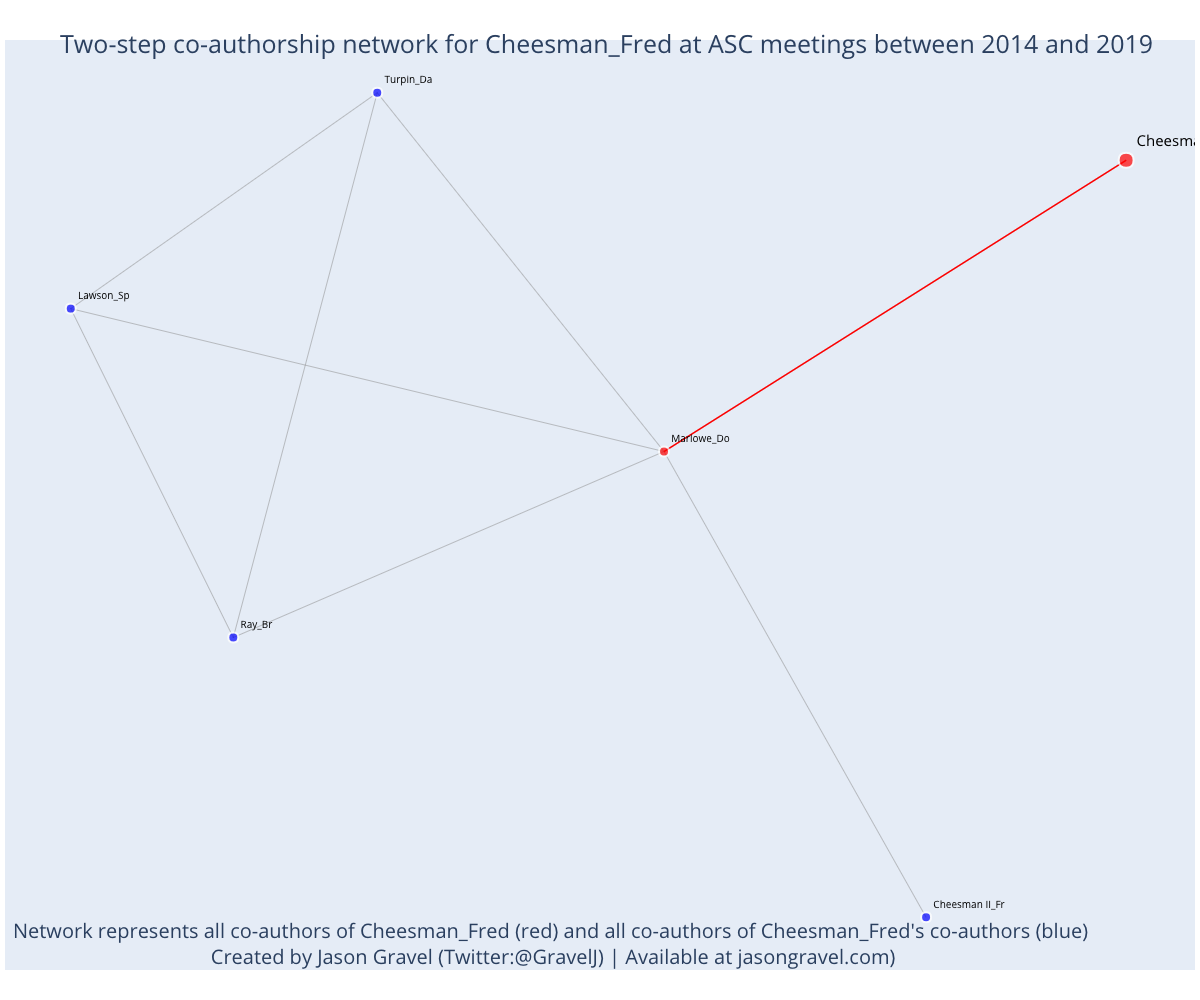 Two-step co-authorship network for Cheesman_Fred at ASC meetings between 2014 and 2019
Turpin_Da
Lawson_Sp
Marlowe_Do
Ray_Br
Cheesman II_Fr
Network represents all co-authors of Cheesman_Fred (red) and all co-authors of Cheesman_Fred's co-authors (blue)
Created by Jason Gravel (Twitter:@GravelJ) | Available at jasongravel.com)